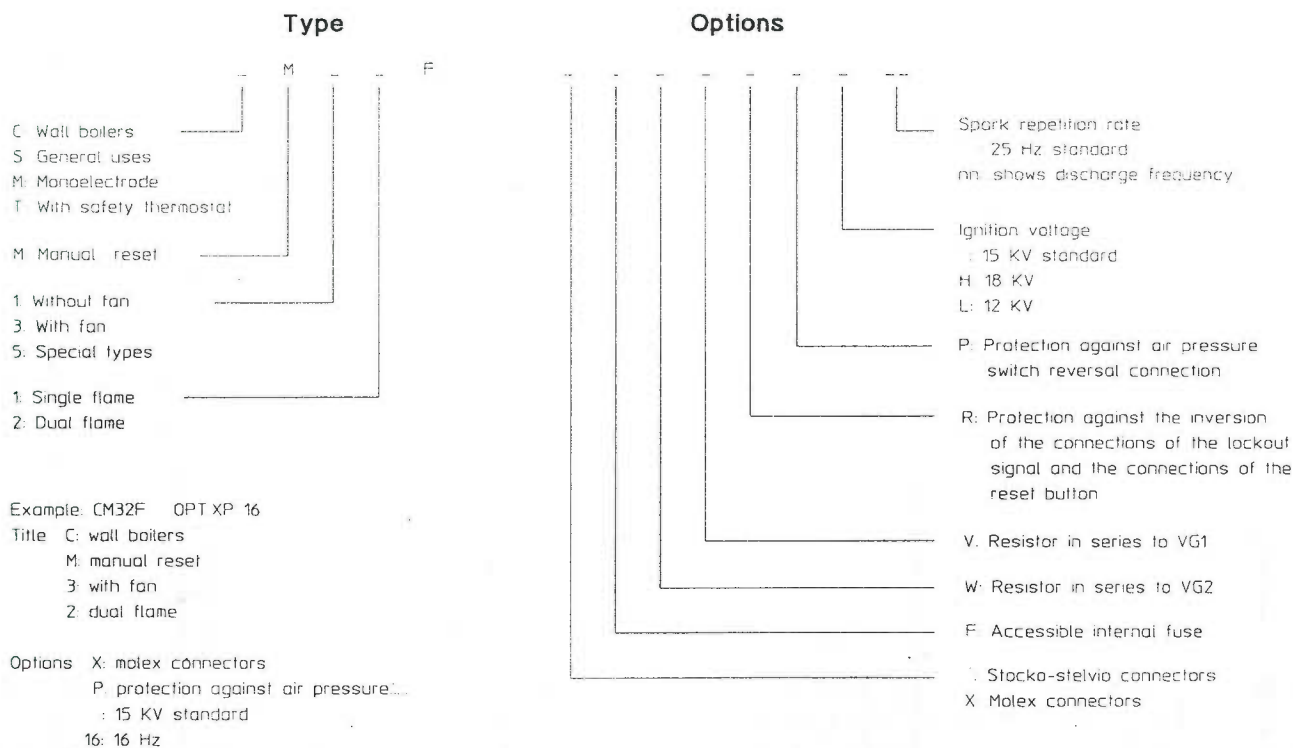 Type
Options
_ M _ _ F
_ _ _ _ _ _ _ _ _
C Wall boilers
S General uses
M: Monoelectrode
T With safety thermostat
M Manual reset
1. Without fan
3. With fan
5: Special types
1: Single flame
2: Dual flame
Example: CM32F OPT XP 16
Title C: wall boilers
M: manual reset
3: with fan
2: dual flame
Options X: molex connectors
P. protection against air pressure...
: 15 KV standard
16: 16 Hz
Spark repetition rate
25 Hz standard
nn. shows discharge frequency
Ignition voltage
: 15 KV standard
H: 18 KV
L: 12 KV
P: Protection against air pressure
switch reversal connection
R: Protection against the inversion
of the connections of the lockout
signal and the connections of the
reset button
V. Resistor in series to VG1
W: Resistor in series to VG2
F: Accessible internal fuse
: Stocko-stelvio connectors
X Molex connectors